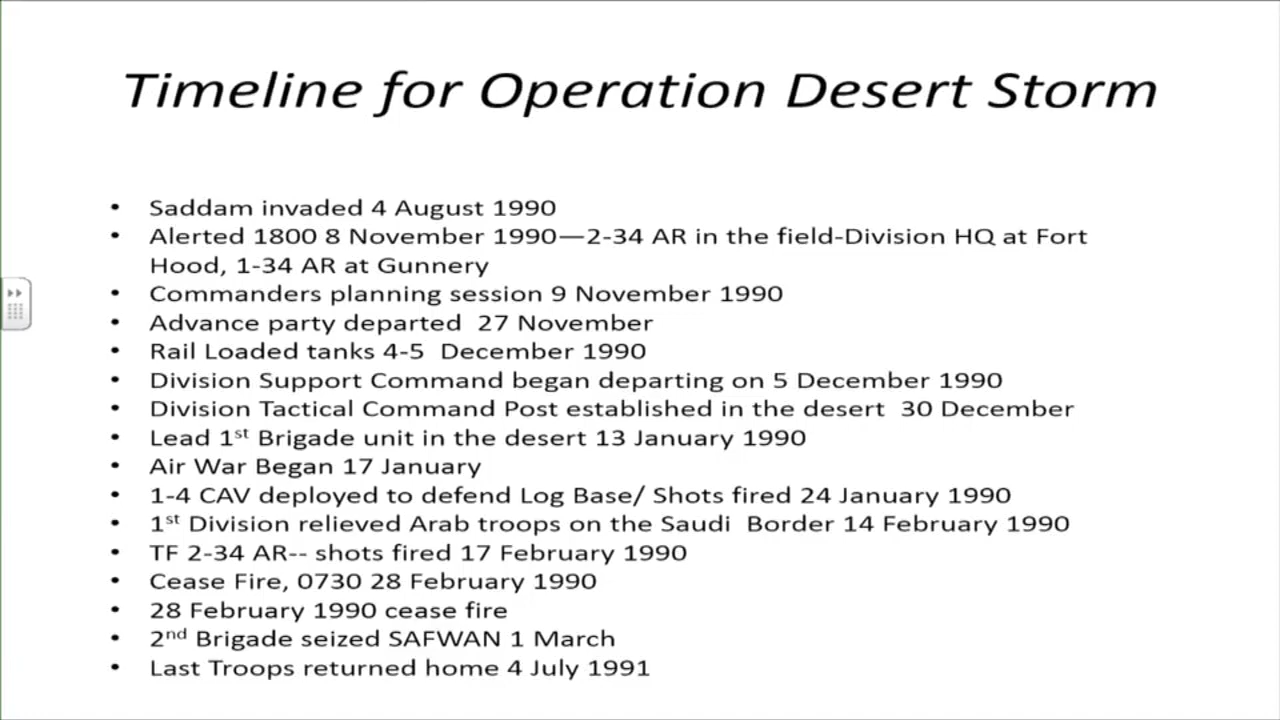 Timeline for Operation Desert Storm
• Saddam invaded 4 August 1990
• Alerted 1800 8 November 1990—2-34 AR in the field-Division HQ at Fort
Hood, 1-34 AR at Gunnery
• Commanders planning session 9 November 1990
• Advance party departed  27 November
• Rail Loaded tanks 4-5  December 1990
• Division Support Command began departing on 5 December 1990
• Division Tactical Command Post established in the desert  30 December
• Lead 1st Brigade unit in the desert 13 January 1990
• Air War Began 17 January
• 1-4 CAV deployed to defend Log Base/ Shots fired 24 January 1990
• 1st Division relieved Arab troops on the Saudi  Border 14 February 1990
• TF 2-34 AR-- shots fired 17 February 1990
• Cease Fire, 0730 28 February 1990
• 28 February 1990 cease fire
• 2nd Brigade seized SAFWAN 1 March
• Last Troops returned home 4 July 1991